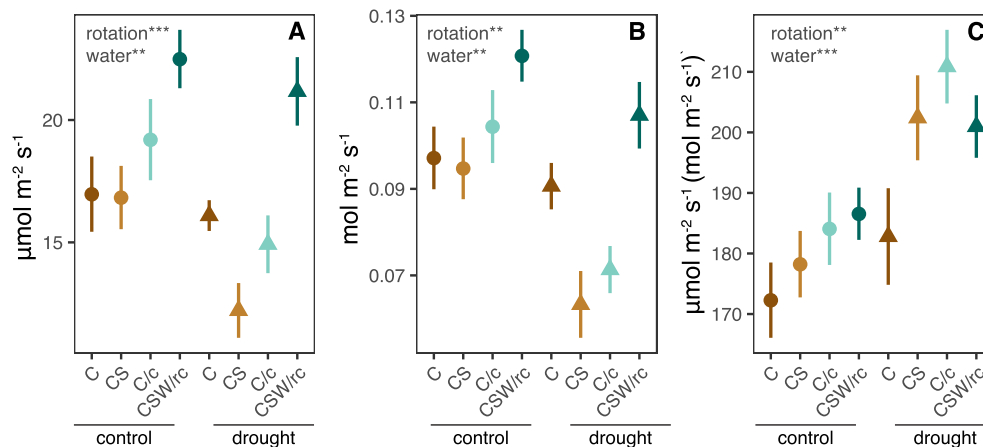 A
rotation***
water**
µmol m⁻² s⁻¹
20
15
C
CS
C/c
CSW/rc
C
CS
C/c
CSW/rc
control
drought
B
rotation**
water**
mol m⁻² s⁻¹
0.13
0.11
0.09
0.07
C
CS
C/c
CSW/rc
C
CS
C/c
CSW/rc
control
drought
C
rotation**
water***
µmol m⁻² s⁻¹ (mol m⁻² s⁻¹)`
210
200
190
180
170
C
CS
C/c
CSW/rc
C
CS
C/c
CSW/rc
control
drought